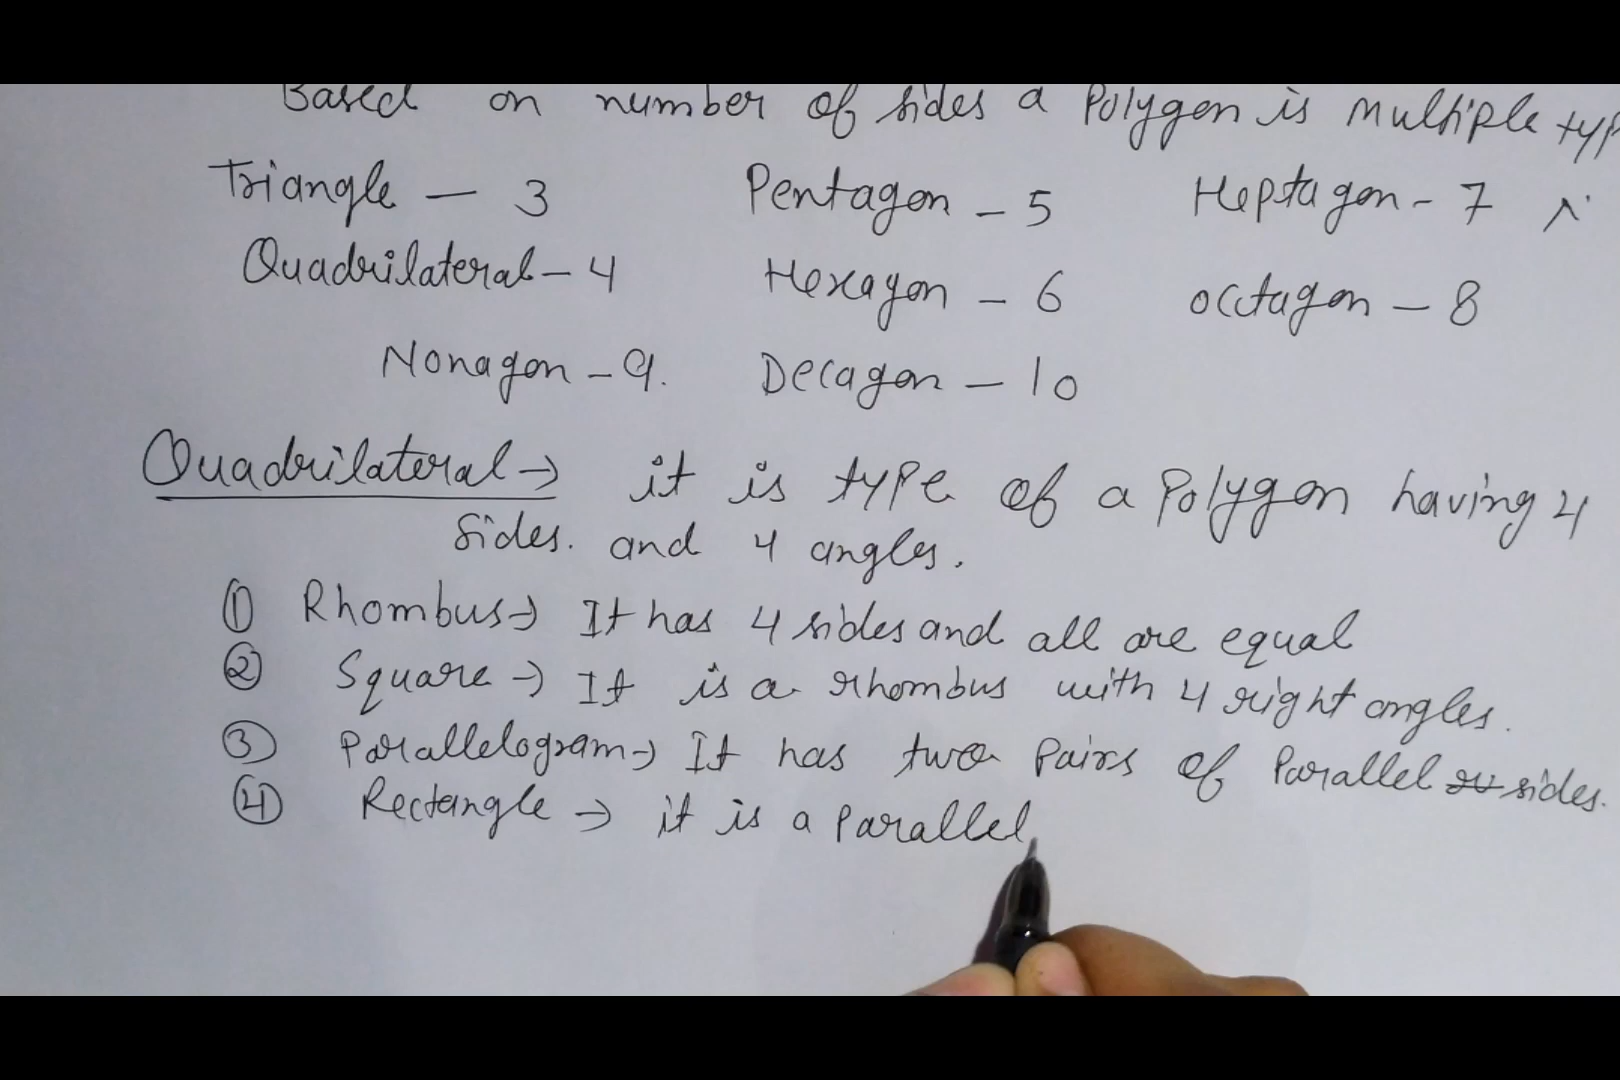 Based on number of sides a Polygon is multiple typ
Triangle — 3 Pentagon - 5 Heptagon - 7
Quadrilateral - 4 Hexagon - 6 octagon - 8
Nonagon - 9. Decagon - 10
Quadrilateral → it is type of a Polygon having 4
sides. and 4 angles.
① Rhombus → It has 4 sides and all are equal
② Square → It is a rhombus with 4 right angles.
③ Parallelogram → It has two Pairs of Parallel sides.
④ Rectangle → it is a Parallel